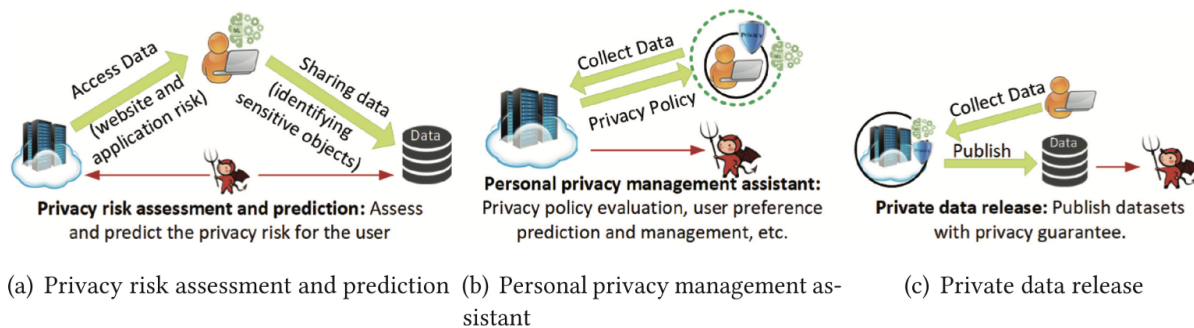 Access Data
(website and
application risk)
Sharing data
(identifying
sensitive objects)
Data
Privacy risk assessment and prediction: Assess
and predict the privacy risk for the user
(a) Privacy risk assessment and prediction
Privacy
Collect Data
Privacy Policy
Personal privacy management assistant:
Privacy policy evaluation, user preference
prediction and management, etc.
(b) Personal privacy management as-
sistant
Collect Data
Privacy
Publish
Data
Private data release: Publish datasets
with privacy guarantee.
(c) Private data release